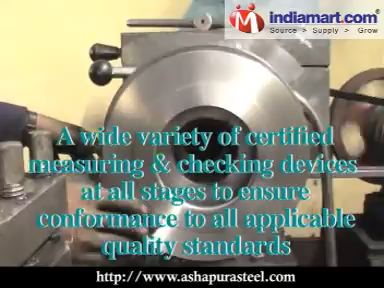 indiamart.com
Source > Supply > Grow
A wide variety of certified
measuring & checking devices
at all stages to ensure
conformance to all applicable
quality standards
http://www.ashapurasteel.com